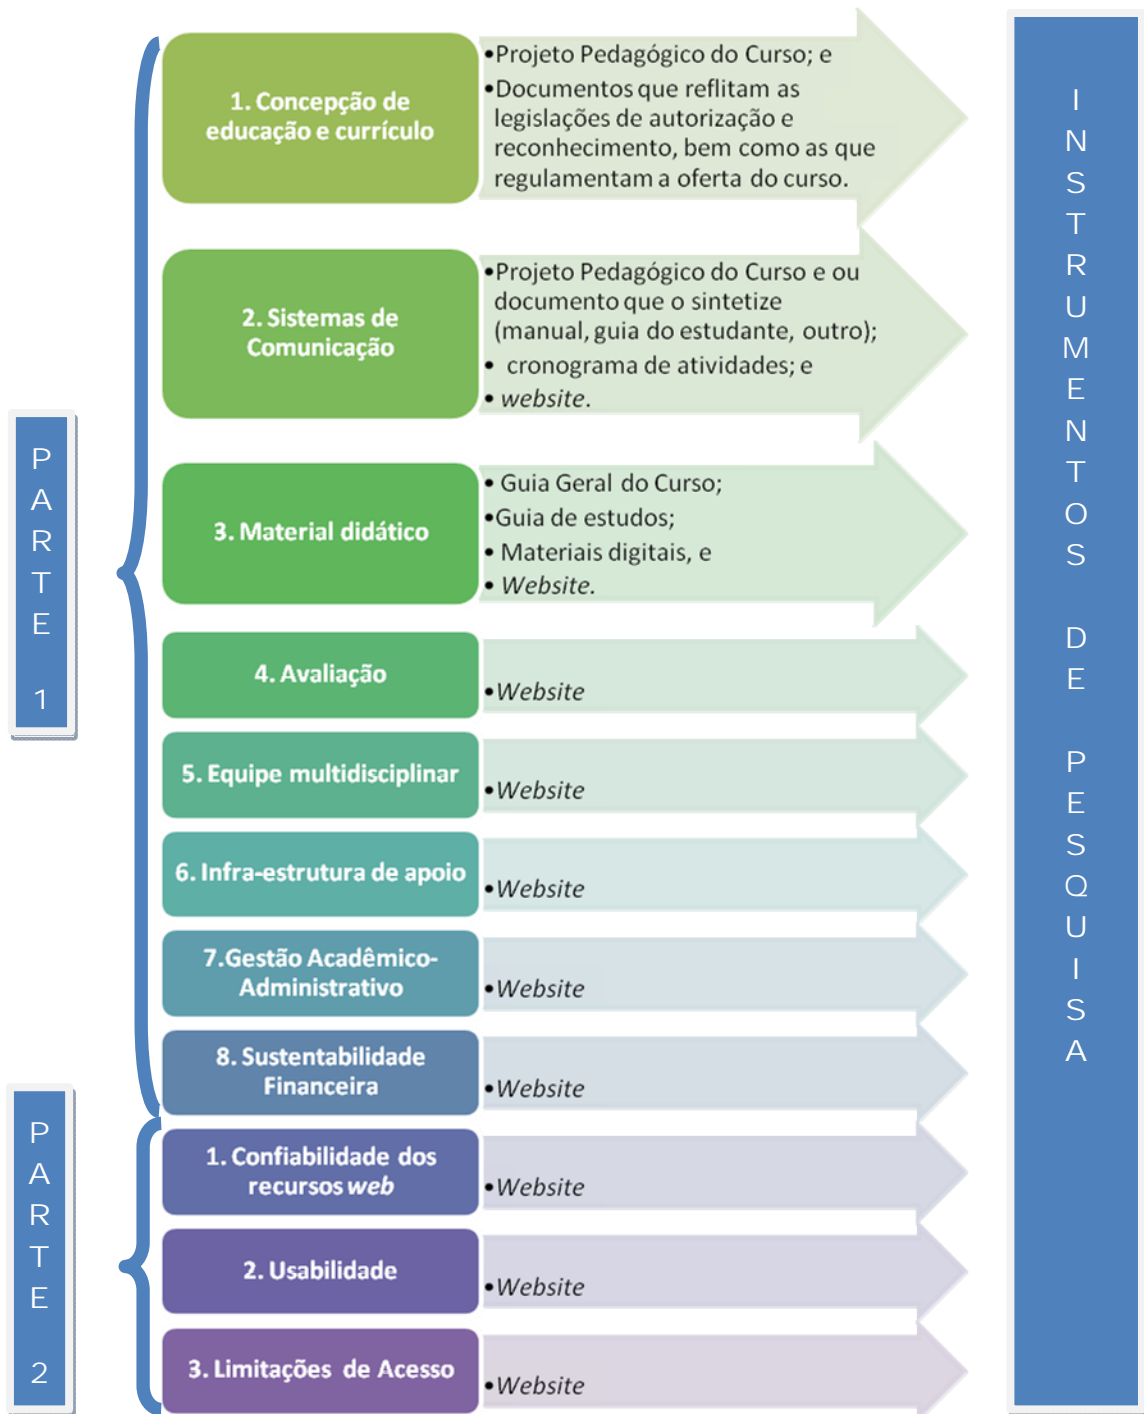 PARTE 1
1. Concepção de
educação e currículo
•Projeto Pedagógico do Curso; e
•Documentos que reflitam as
legislações de autorização e
reconhecimento, bem como as que
regulamentam a oferta do curso.
2. Sistemas de
Comunicação
•Projeto Pedagógico do Curso e ou
documento que o sintetize
(manual, guia do estudante, outro);
• cronograma de atividades; e
• website.
3. Material didático
• Guia Geral do Curso;
•Guia de estudos;
• Materiais digitais, e
• Website.
4. Avaliação
•Website
5. Equipe multidisciplinar
•Website
6. Infra-estrutura de apoio
•Website
7.Gestão Acadêmico-
Administrativo
•Website
8. Sustentabilidade
Financeira
•Website
PARTE 2
1. Confiabilidade dos
recursos web
•Website
2. Usabilidade
•Website
3. Limitações de Acesso
•Website
INSTRUMENTOS DE PESQUISA